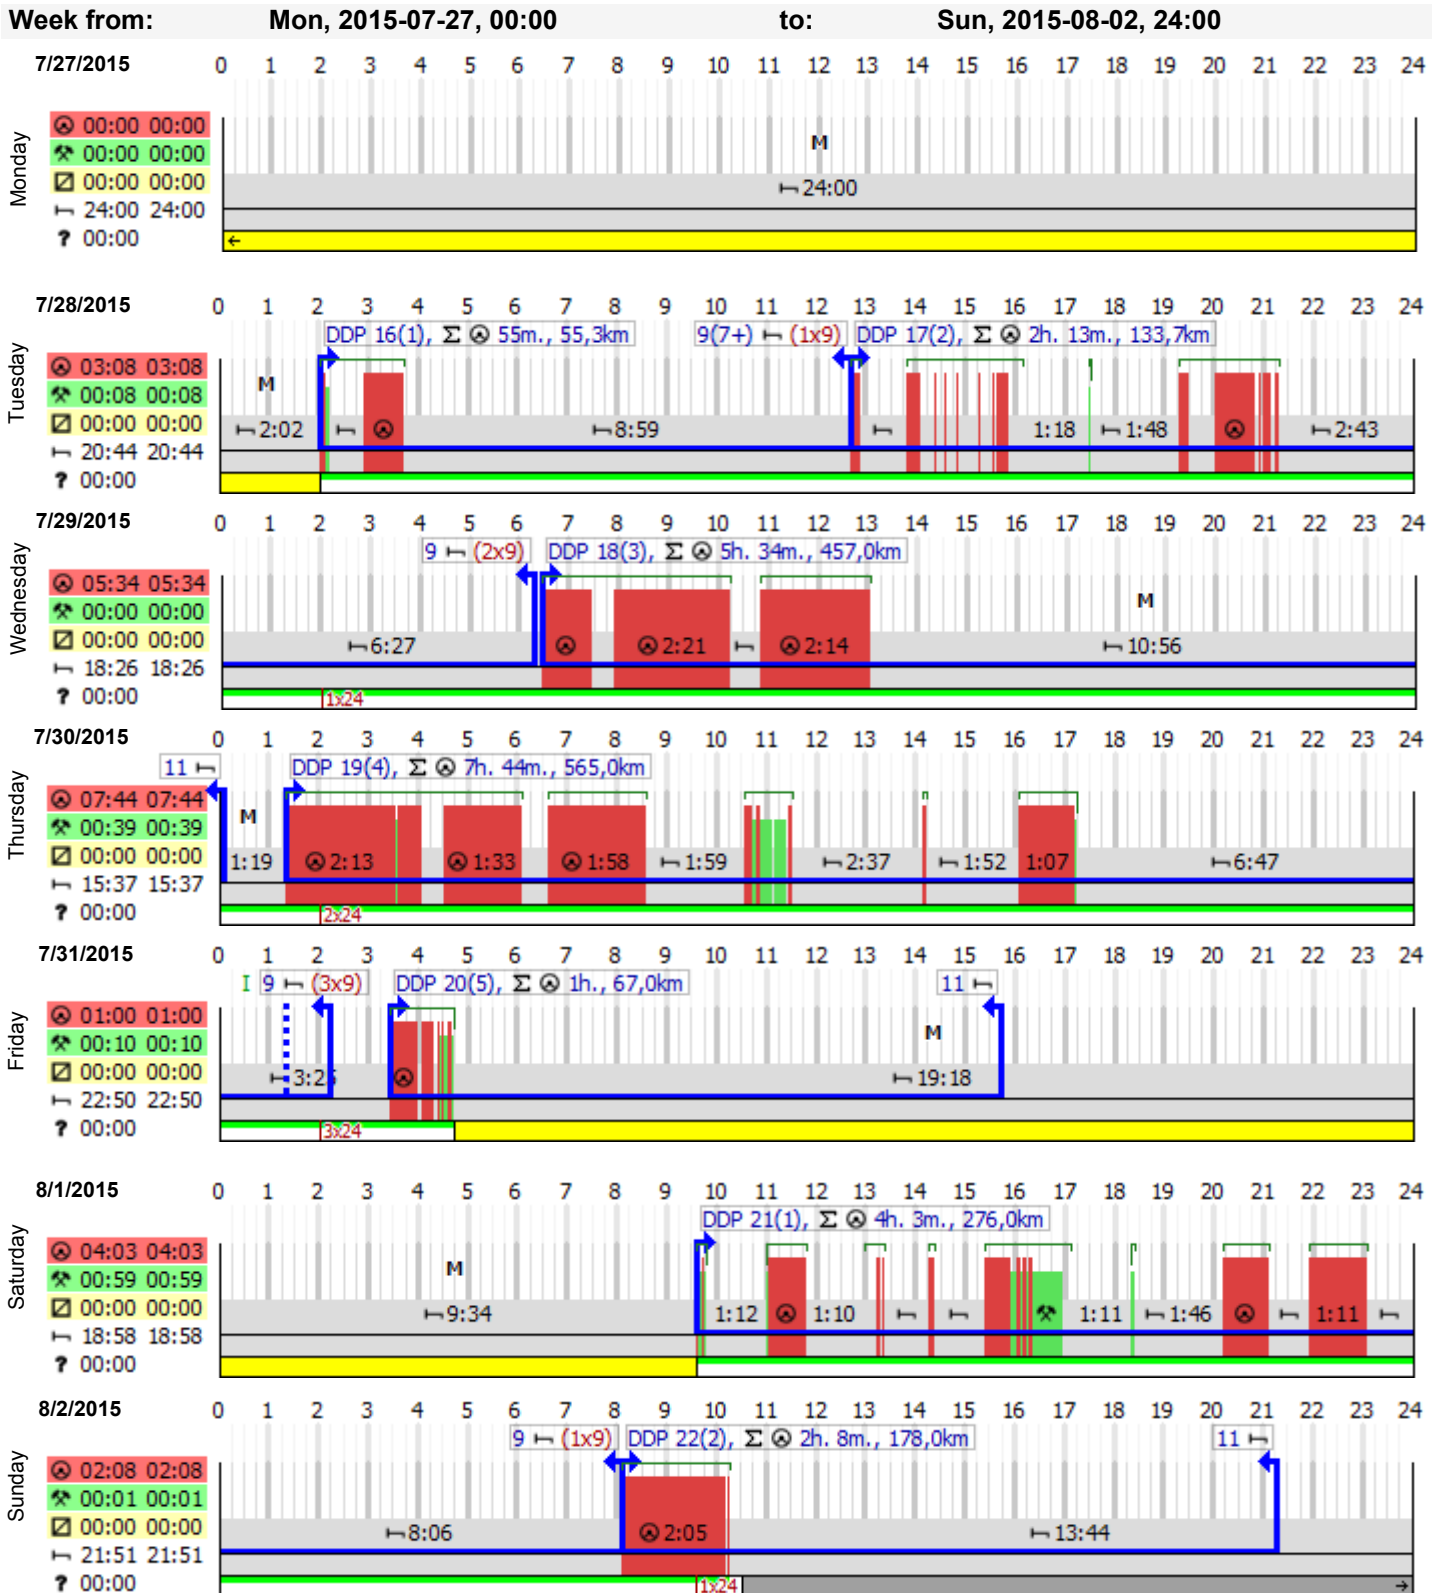 Week from: Mon, 2015-07-27, 00:00 to: Sun, 2015-08-02, 24:00
7/27/2015 0 1 2 3 4 5 6 7 8 9 10 11 12 13 14 15 16 17 18 19 20 21 22 23 24
Monday
00:00 00:00
00:00 00:00
M
00:00 00:00
24:00
24:00 24:00
? 00:00
7/28/2015 0 1 2 3 4 5 6 7 8 9 10 11 12 13 14 15 16 17 18 19 20 21 22 23 24
DDP 16(1), Σ 55m., 55,3km 9(7+) (1x9) DDP 17(2), Σ 2h. 13m., 133,7km
Tuesday
03:08 03:08
M
00:08 00:08
00:00 00:00
2:02 8:59 1:18 1:48 2:43
20:44 20:44
? 00:00
7/29/2015 0 1 2 3 4 5 6 7 8 9 10 11 12 13 14 15 16 17 18 19 20 21 22 23 24
9 (2x9) DDP 18(3), Σ 5h. 34m., 457,0km
Wednesday
05:34 05:34
M
00:00 00:00
00:00 00:00
6:27 2:21 2:14 10:56
18:26 18:26
? 00:00
1x24
7/30/2015 0 1 2 3 4 5 6 7 8 9 10 11 12 13 14 15 16 17 18 19 20 21 22 23 24
11 DDP 19(4), Σ 7h. 44m., 565,0km
Thursday
07:44 07:44
M
00:39 00:39
00:00 00:00
1:19 2:13 1:33 1:58 1:59 2:37 1:52 1:07 6:47
15:37 15:37
? 00:00
2x24
7/31/2015 0 1 2 3 4 5 6 7 8 9 10 11 12 13 14 15 16 17 18 19 20 21 22 23 24
I 9 (3x9) DDP 20(5), Σ 1h., 67,0km 11
Friday
01:00 01:00
M
00:10 00:10
00:00 00:00
3:25 19:18
22:50 22:50
? 00:00
3x24
8/1/2015 0 1 2 3 4 5 6 7 8 9 10 11 12 13 14 15 16 17 18 19 20 21 22 23 24
DDP 21(1), Σ 4h. 3m., 276,0km
Saturday
04:03 04:03
M
00:59 00:59
00:00 00:00
9:34 1:12 1:10 1:11 1:46 1:11
18:58 18:58
? 00:00
8/2/2015 0 1 2 3 4 5 6 7 8 9 10 11 12 13 14 15 16 17 18 19 20 21 22 23 24
9 (1x9) DDP 22(2), Σ 2h. 8m., 178,0km 11
Sunday
02:08 02:08
00:01 00:01
00:00 00:00
8:06 2:05 13:44
21:51 21:51
? 00:00
1x24